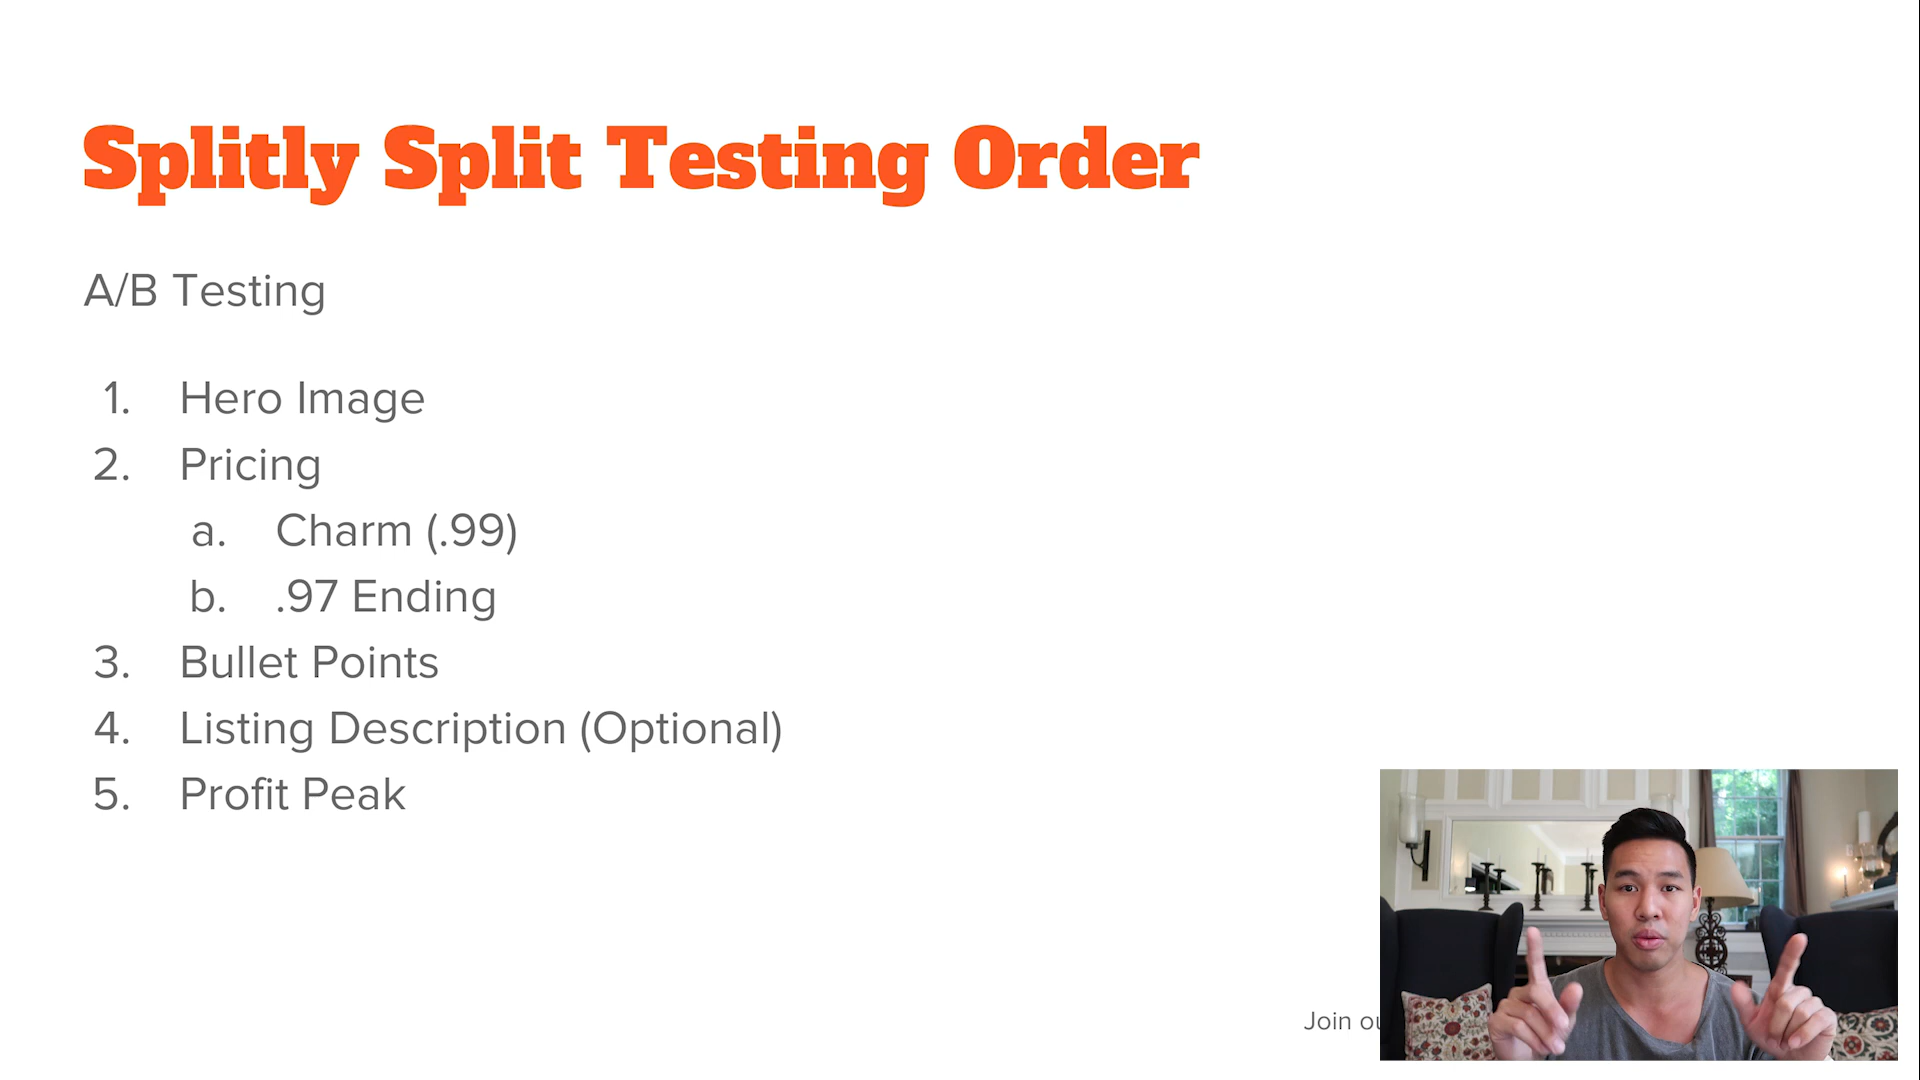 Splitly Split Testing Order
A/B Testing
1. Hero Image
2. Pricing
a. Charm (.99)
b. .97 Ending
3. Bullet Points
4. Listing Description (Optional)
5. Profit Peak
Join